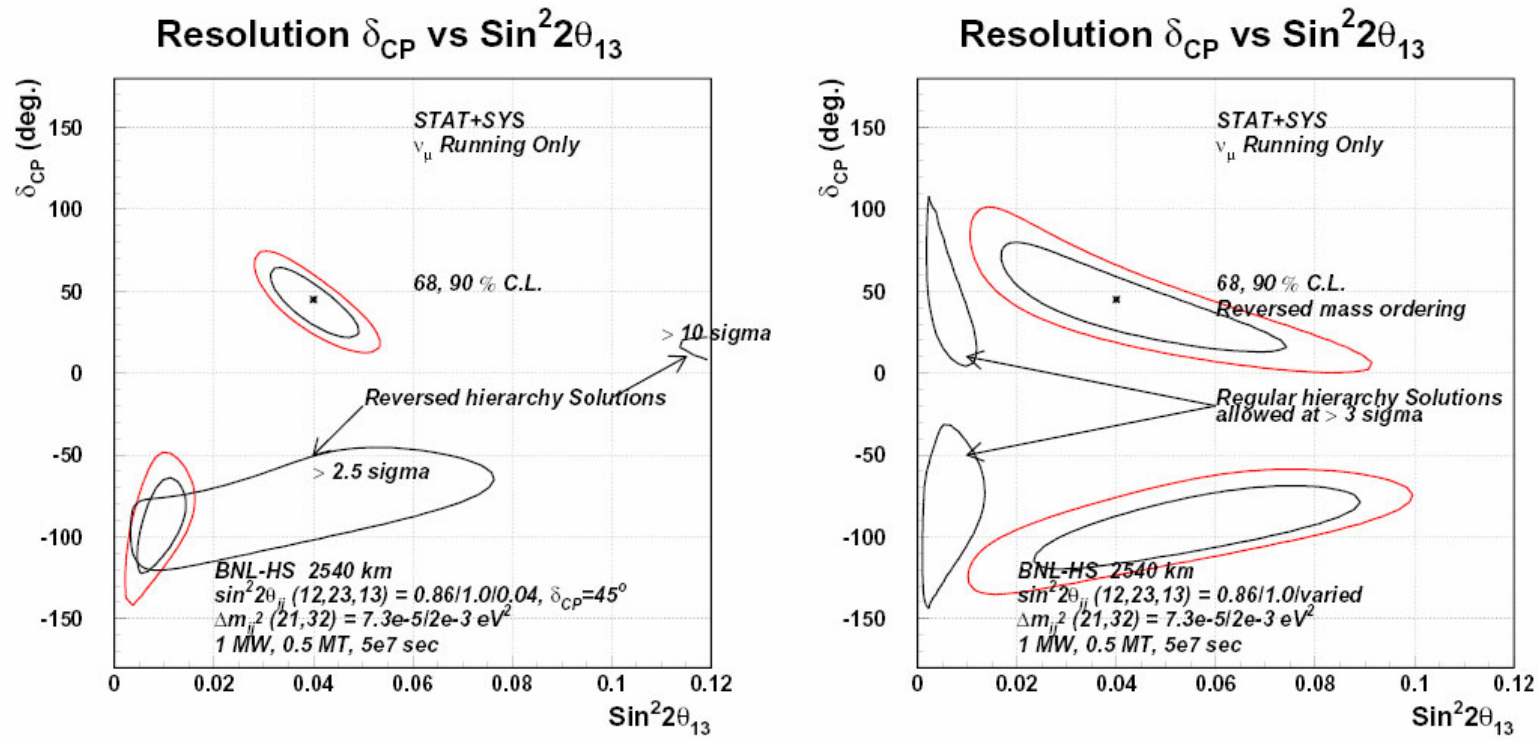 Resolution δCP vs Sin²2θ13
δCP (deg.)
150
100
50
0
-50
-100
-150
STAT+SYS
νμ Running Only
68, 90 % C.L.
> 10 sigma
Reversed hierarchy Solutions
> 2.5 sigma
BNL-HS 2540 km
sin²2θij (12,23,13) = 0.86/1.0/0.04, δCP=45°
Δmij² (21,32) = 7.3e-5/2e-3 eV²
1 MW, 0.5 MT, 5e7 sec
0 0.02 0.04 0.06 0.08 0.1 0.12
Sin²2θ13
Resolution δCP vs Sin²2θ13
δCP (deg.)
150
100
50
0
-50
-100
-150
STAT+SYS
νμ Running Only
68, 90 % C.L.
Reversed mass ordering
Regular hierarchy Solutions
allowed at > 3 sigma
BNL-HS 2540 km
sin²2θij (12,23,13) = 0.86/1.0/varied
Δmij² (21,32) = 7.3e-5/2e-3 eV²
1 MW, 0.5 MT, 5e7 sec
0 0.02 0.04 0.06 0.08 0.1 0.12
Sin²2θ13